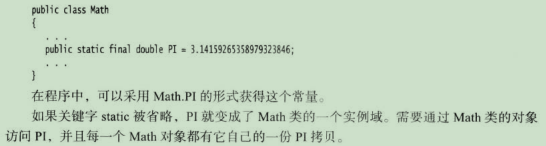 public class Math
{
. . .
public static final double PI = 3.14159265358979323846;
. . .
}
在程序中，可以采用 Math.PI 的形式获得这个常量。
如果关键字 static 被省略，PI 就变成了 Math 类的一个实例域。需要通过 Math 类的对象
访问 PI，并且每一个 Math 对象都有它自己的一份 PI 拷贝。